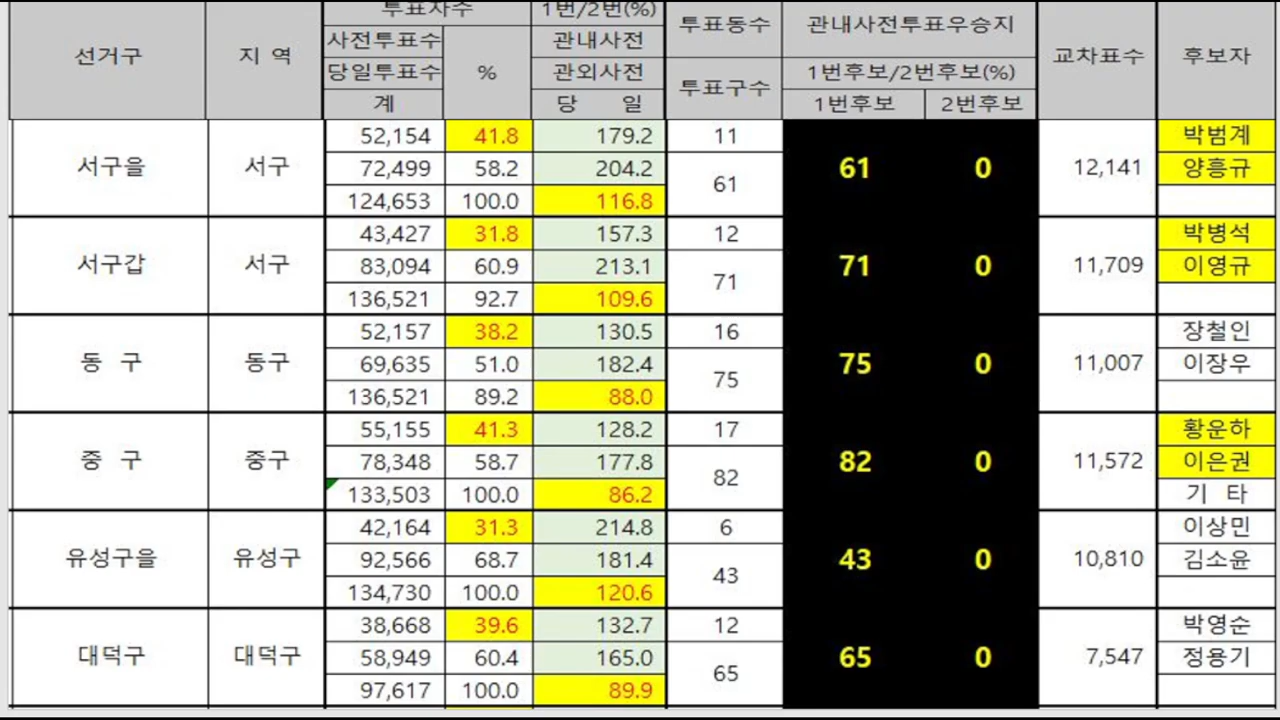 선거구 지 역 투표자수 1번/2번(%) 투표동수 관내사전투표우승지 교차표수 후보자
사전투표수 % 관내사전
당일투표수 관외사전 투표구수 1번후보/2번후보(%)
계 당 일 1번후보 2번후보
서구을 서구 52,154 41.8 179.2 11 61 0 12,141 박범계
72,499 58.2 204.2 61 양흥규
124,653 100.0 116.8
서구갑 서구 43,427 31.8 157.3 12 71 0 11,709 박병석
83,094 60.9 213.1 71 이영규
136,521 92.7 109.6
동 구 동구 52,157 38.2 130.5 16 75 0 11,007 장철인
69,635 51.0 182.4 75 이장우
136,521 89.2 88.0
중 구 중구 55,155 41.3 128.2 17 82 0 11,572 황운하
78,348 58.7 177.8 82 이은권
133,503 100.0 86.2 기 타
유성구을 유성구 42,164 31.3 214.8 6 43 0 10,810 이상민
92,566 68.7 181.4 43 김소윤
134,730 100.0 120.6
대덕구 대덕구 38,668 39.6 132.7 12 65 0 7,547 박영순
58,949 60.4 165.0 65 정용기
97,617 100.0 89.9